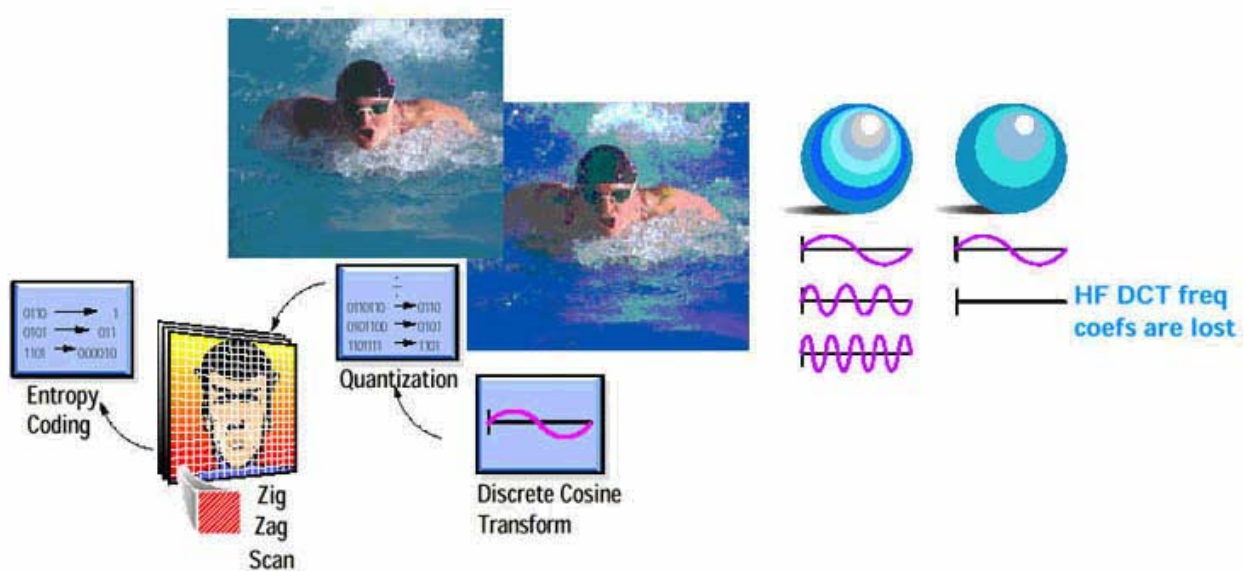 0110 → 1
0101 → 011
1101 → 000010
Entropy
Coding
Zig
Zag
Scan
0110110 → 0110
0101100 → 0101
1101111 → 1101
Quantization
Discrete Cosine
Transform
HF DCT freq
coefs are lost